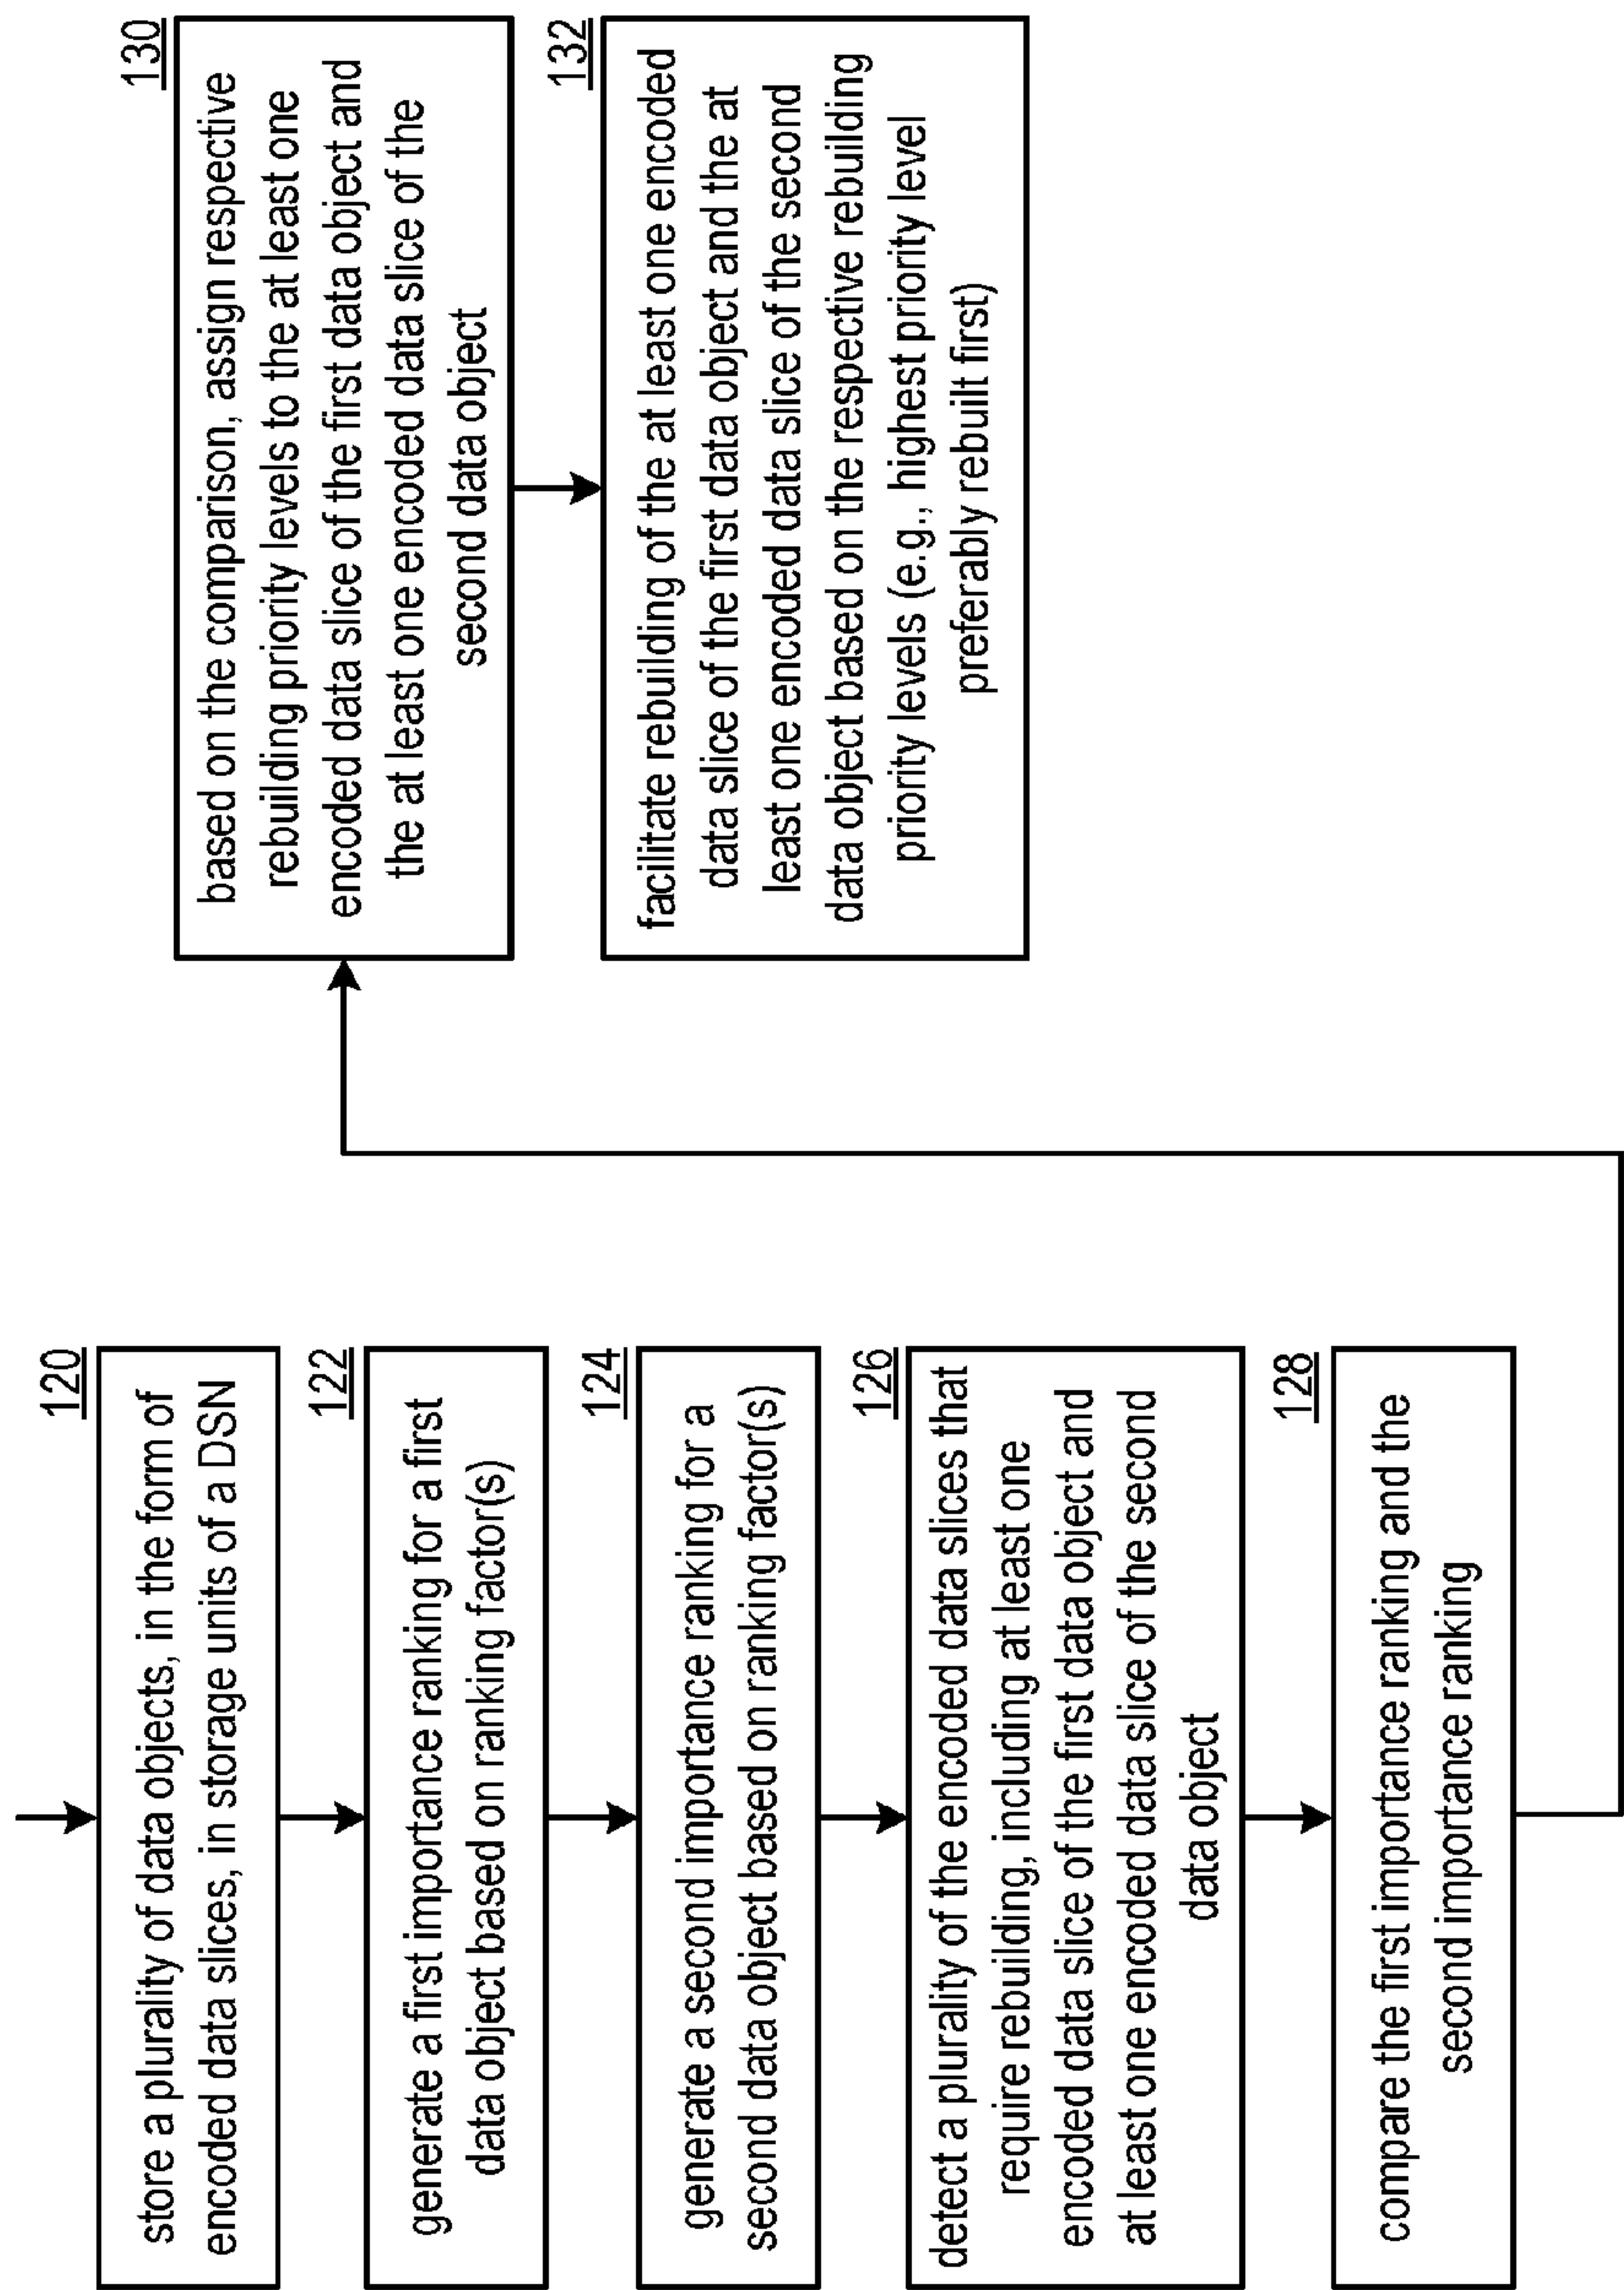 120
store a plurality of data objects, in the form of
encoded data slices, in storage units of a DSN
122
generate a first importance ranking for a first
data object based on ranking factor(s)
124
generate a second importance ranking for a
second data object based on ranking factor(s)
126
detect a plurality of the encoded data slices that
require rebuilding, including at least one
encoded data slice of the first data object and
at least one encoded data slice of the second
data object
128
compare the first importance ranking and the
second importance ranking
130
based on the comparison, assign respective
rebuilding priority levels to the at least one
encoded data slice of the first data object and
the at least one encoded data slice of the
second data object
132
facilitate rebuilding of the at least one encoded
data slice of the first data object and the at
least one encoded data slice of the second
data object based on the respective rebuilding
priority levels (e.g., highest priority level
preferably rebuilt first)